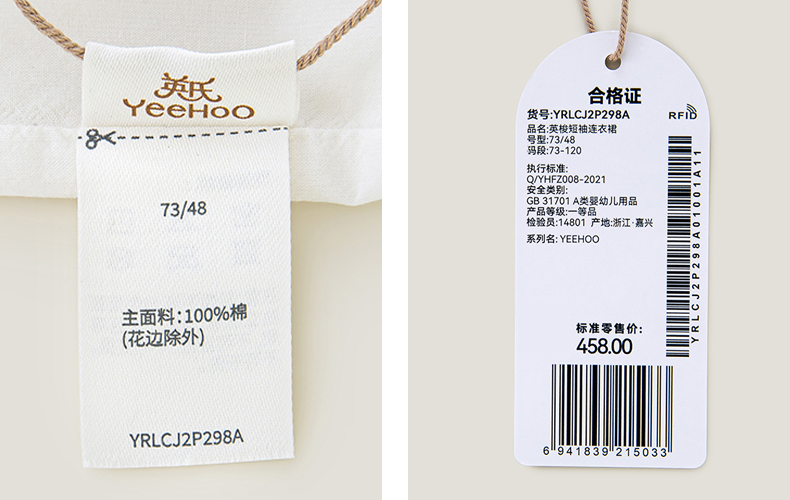 英氏
YeeHOO
73/48
主面料:100%棉
(花边除外)
YRLCJ2P298A
合格证
货号:YRLCJ2P298A
RFID
品名:英梭短袖连衣裙
号型:73/48
码段:73-120
执行标准:
Q/YHFZ008-2021
安全类别:
GB 31701 A类婴幼儿用品
产品等级:一等品
检验员:14801 产地:浙江·嘉兴
系列名: YEEHOO
YRLCJ2P298A01001A11
标准零售价:
458.00
6 941839 215033